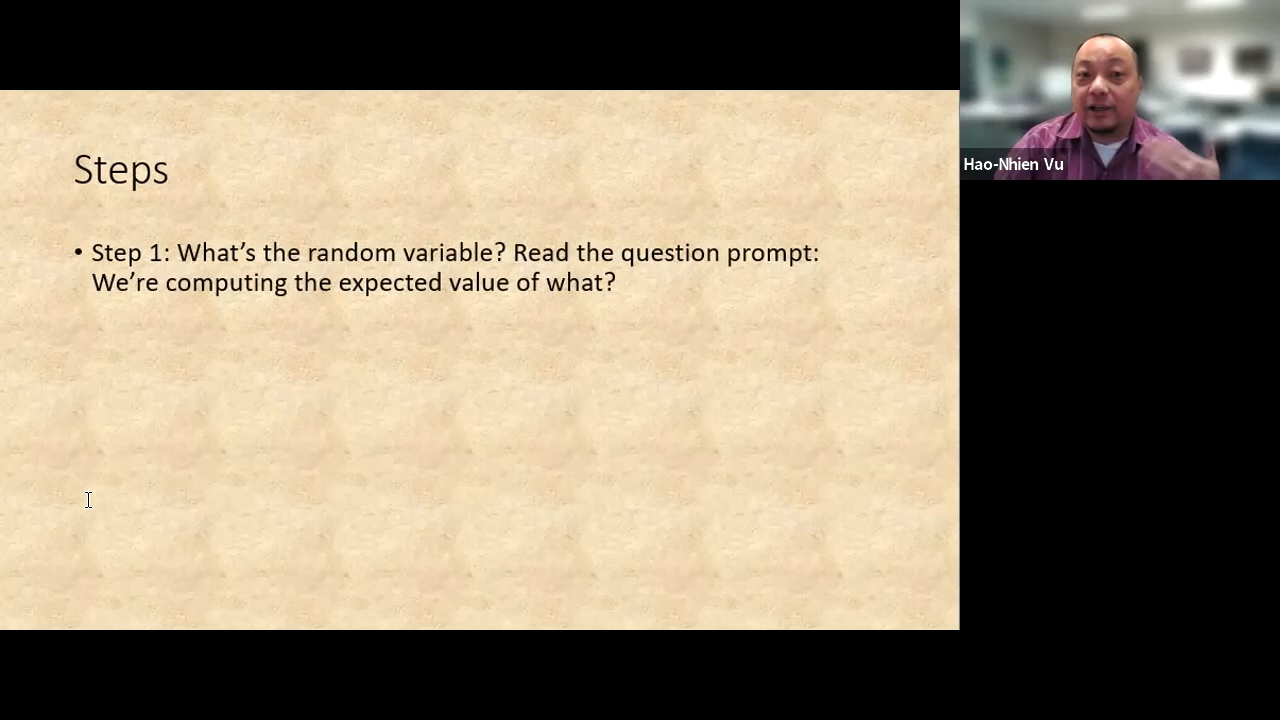 Steps
• Step 1: What’s the random variable? Read the question prompt:
We’re computing the expected value of what?
Hao-Nhien Vu